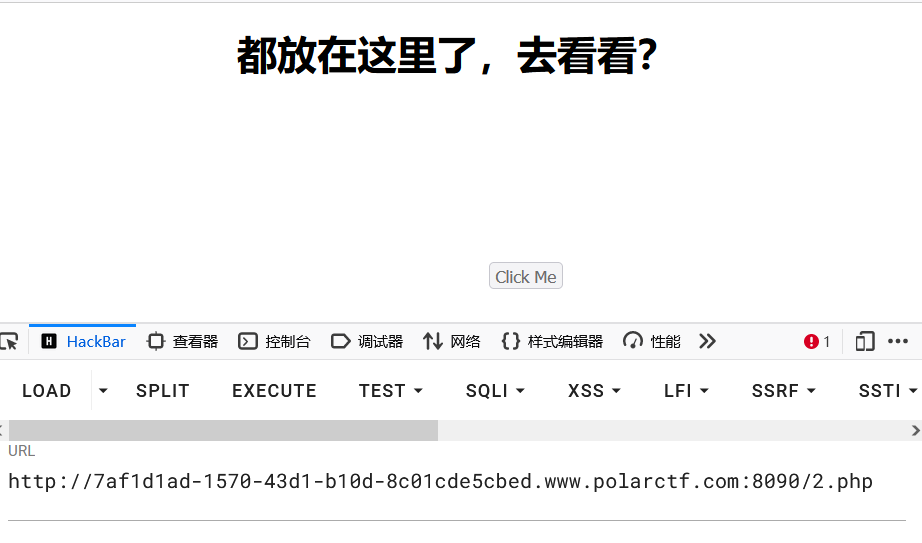 都放在这里了，去看看？
Click Me
HackBar 查看器 控制台 调试器 网络 样式编辑器 性能 1
LOAD SPLIT EXECUTE TEST SQLI XSS LFI SSRF SSTI
URL
http://7af1d1ad-1570-43d1-b10d-8c01cde5cbed.www.polarctf.com:8090/2.php